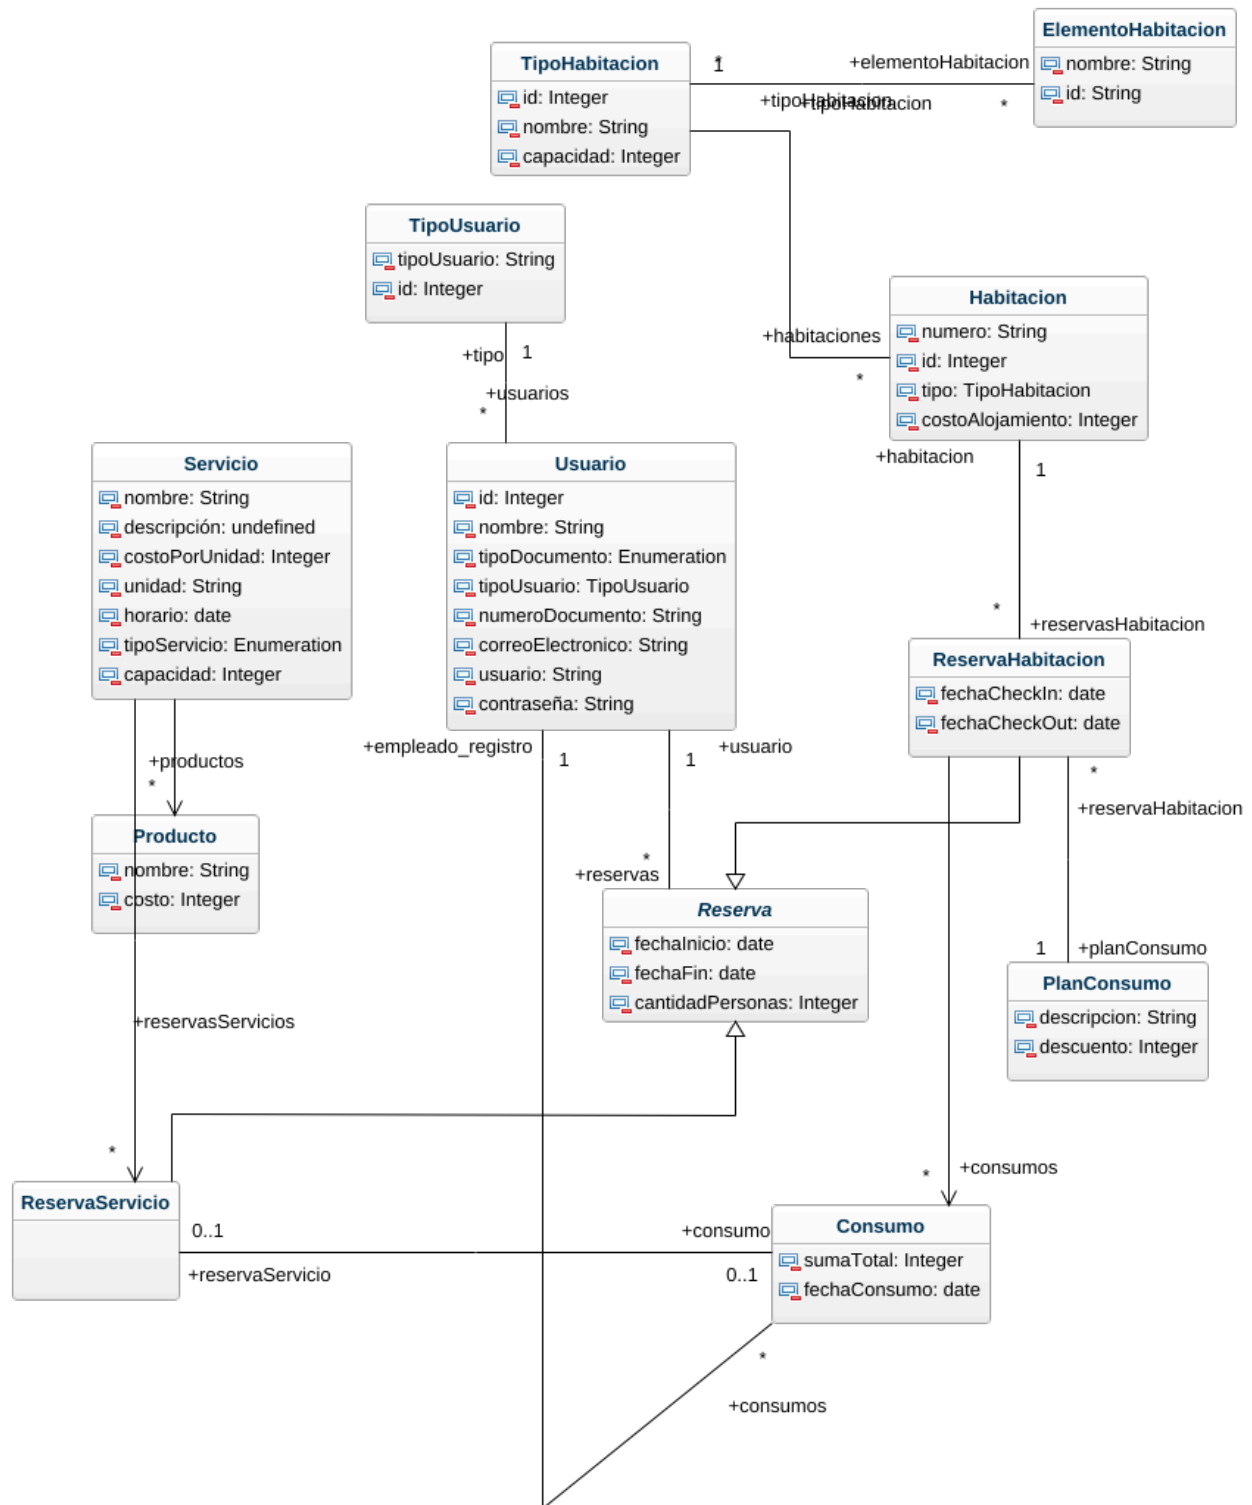 ElementoHabitacion
nombre: String
id: String
TipoHabitacion
id: Integer
nombre: String
capacidad: Integer
*
1
+elementoHabitacion
+tipoHabitacion
+tipoHabitacion
*
TipoUsuario
tipoUsuario: String
id: Integer
+tipo
1
+usuarios
*
+habitaciones
*
Habitacion
numero: String
id: Integer
tipo: TipoHabitacion
costoAlojamiento: Integer
+habitacion
1
*
+reservasHabitacion
Servicio
nombre: String
descripción: undefined
costoPorUnidad: Integer
unidad: String
horario: date
tipoServicio: Enumeration
capacidad: Integer
Usuario
id: Integer
nombre: String
tipoDocumento: Enumeration
tipoUsuario: TipoUsuario
numeroDocumento: String
correoElectronico: String
usuario: String
contraseña: String
ReservaHabitacion
fechaCheckIn: date
fechaCheckOut: date
+empleado_registro
1
1
+usuario
+productos
*
*
+reservaHabitacion
Producto
nombre: String
costo: Integer
*
+reservas
Reserva
fechaInicio: date
fechaFin: date
cantidadPersonas: Integer
1
+planConsumo
PlanConsumo
descripcion: String
descuento: Integer
+reservasServicios
*
*
+consumos
ReservaServicio
0..1
+reservaServicio
+consumo
0..1
Consumo
sumaTotal: Integer
fechaConsumo: date
*
+consumos